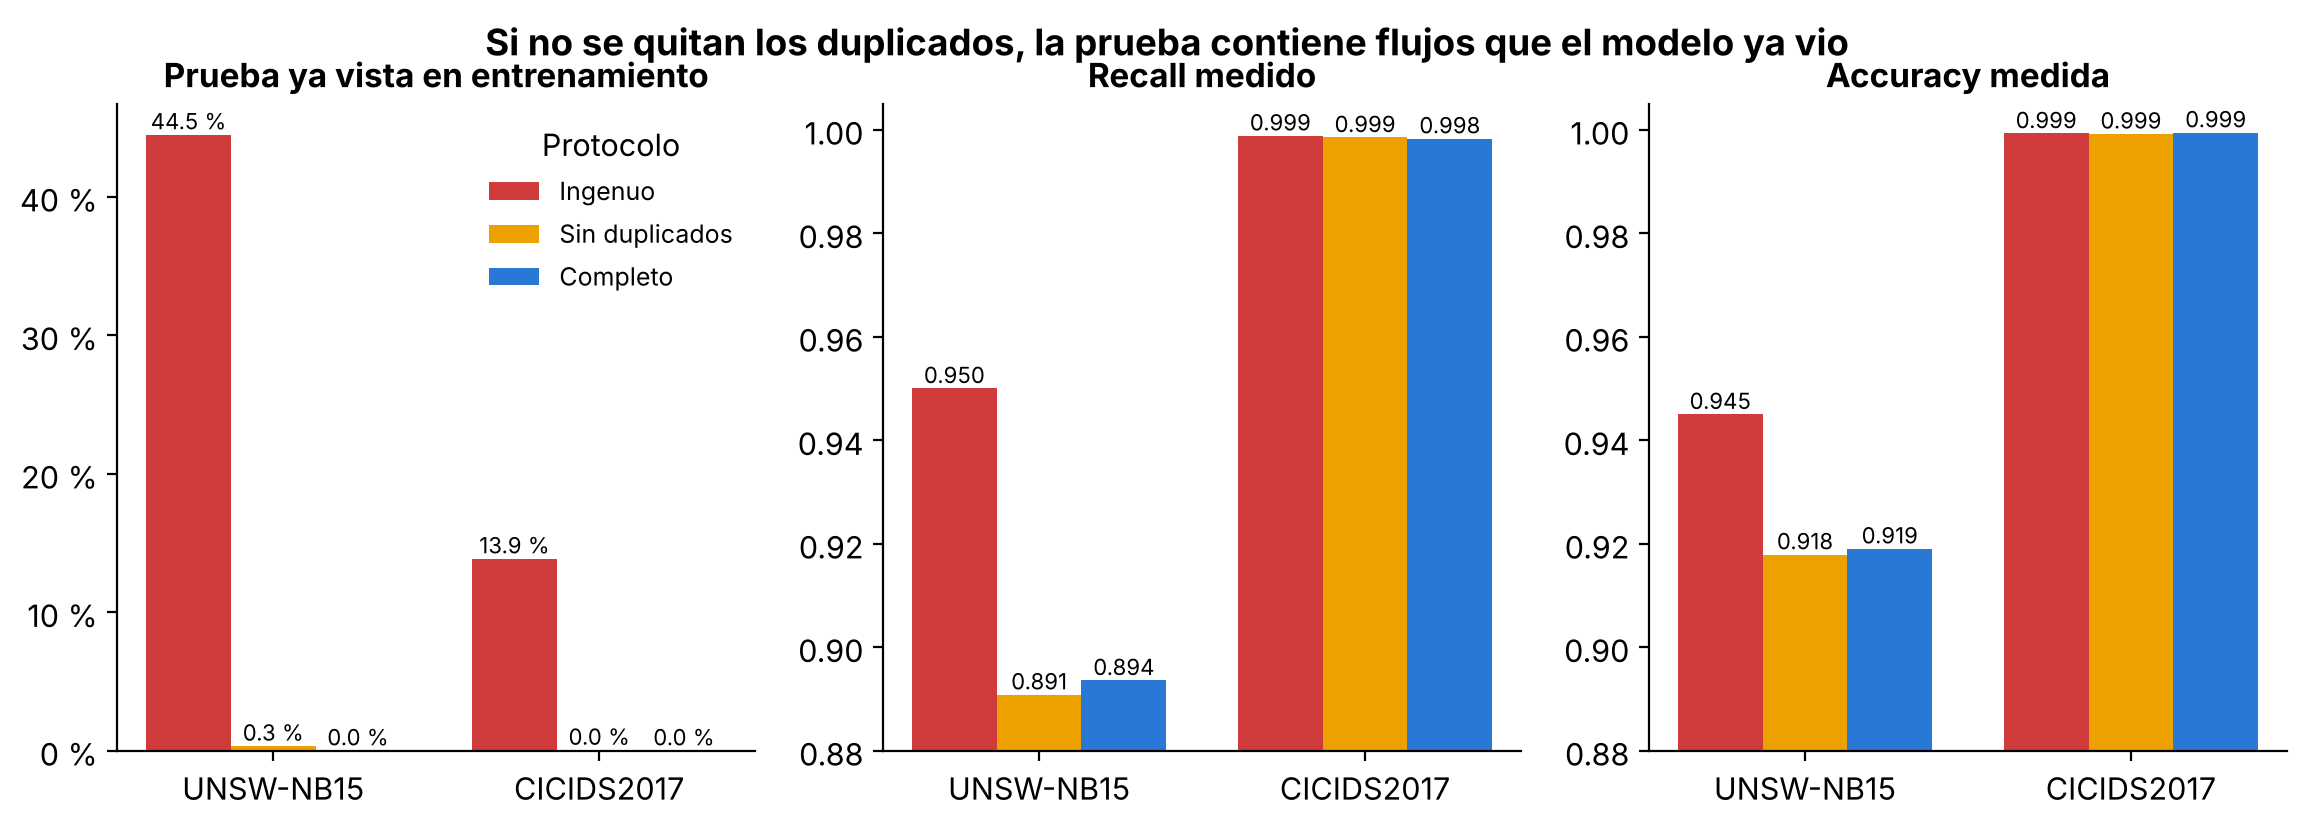 Si no se quitan los duplicados, la prueba contiene flujos que el modelo ya vio
Prueba ya vista en entrenamiento
44.5 %
40 %
30 %
20 %
10 %
0 %
Protocolo
Ingenuo
Sin duplicados
Completo
0.3 %
0.0 %
13.9 %
0.0 %
0.0 %
UNSW-NB15
CICIDS2017
Recall medido
1.00
0.98
0.96
0.94
0.92
0.90
0.88
0.950
0.891
0.894
0.999
0.999
0.998
UNSW-NB15
CICIDS2017
Accuracy medida
1.00
0.98
0.96
0.94
0.92
0.90
0.88
0.945
0.918
0.919
0.999
0.999
0.999
UNSW-NB15
CICIDS2017